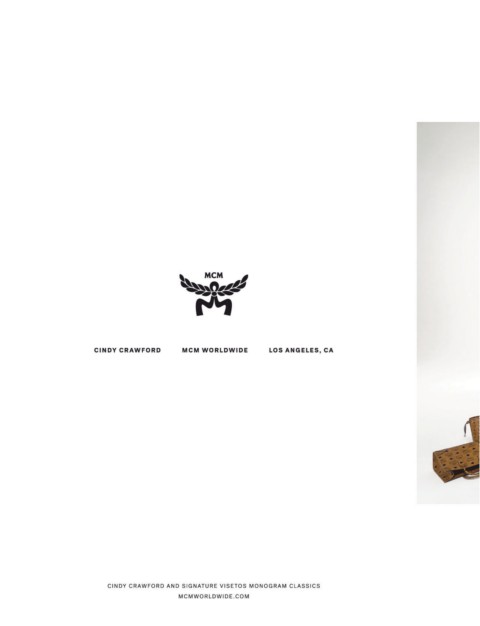 MCM
CINDY CRAWFORD MCM WORLDWIDE LOS ANGELES, CA
CINDY CRAWFORD AND SIGNATURE VISETOS MONOGRAM CLASSICS
MCMWORLDWIDE.COM